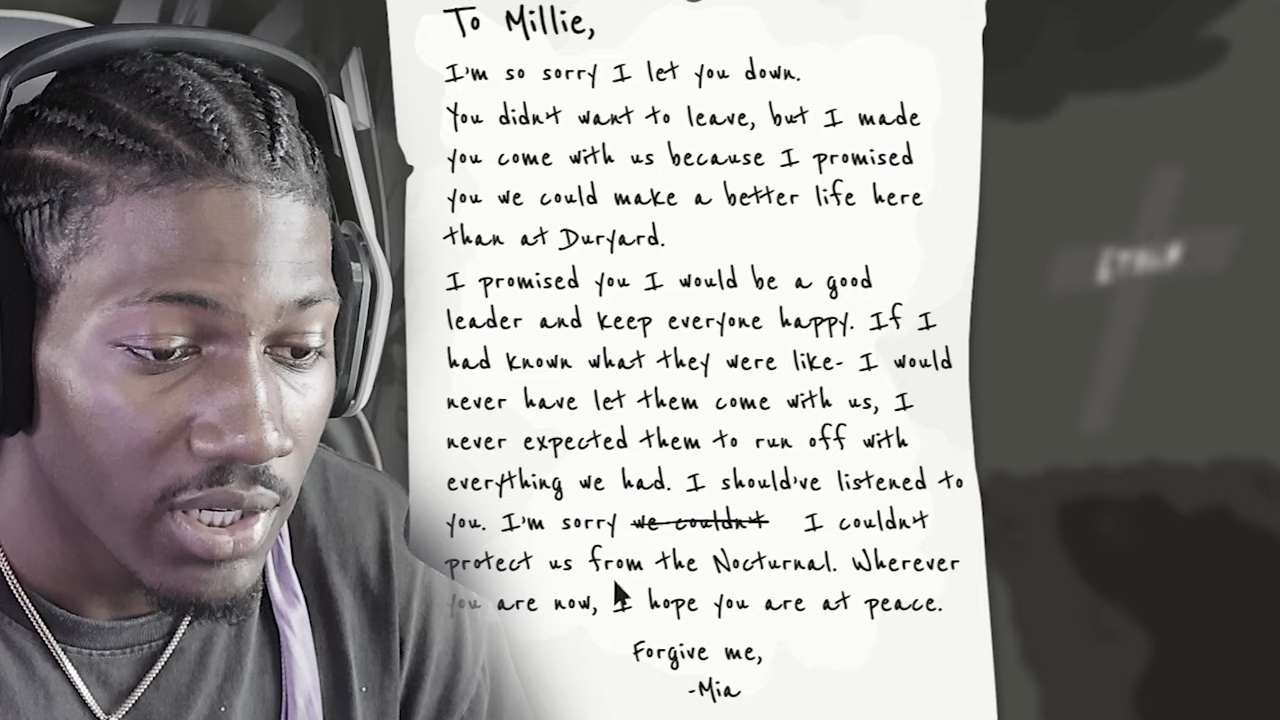 To Millie,
I'm so sorry I let you down.
You didn't want to leave, but I made
you come with us because I promised
you we could make a better life here
than at Duryard.
I promised you I would be a good
leader and keep everyone happy. If I
had known what they were like- I would
never have let them come with us, I
never expected them to run off with
everything we had. I should've listened to
you. I'm sorry we couldn't I couldn't
protect us from the Nocturnal. Wherever
you are now, I hope you are at peace.
Forgive me,
-Mia